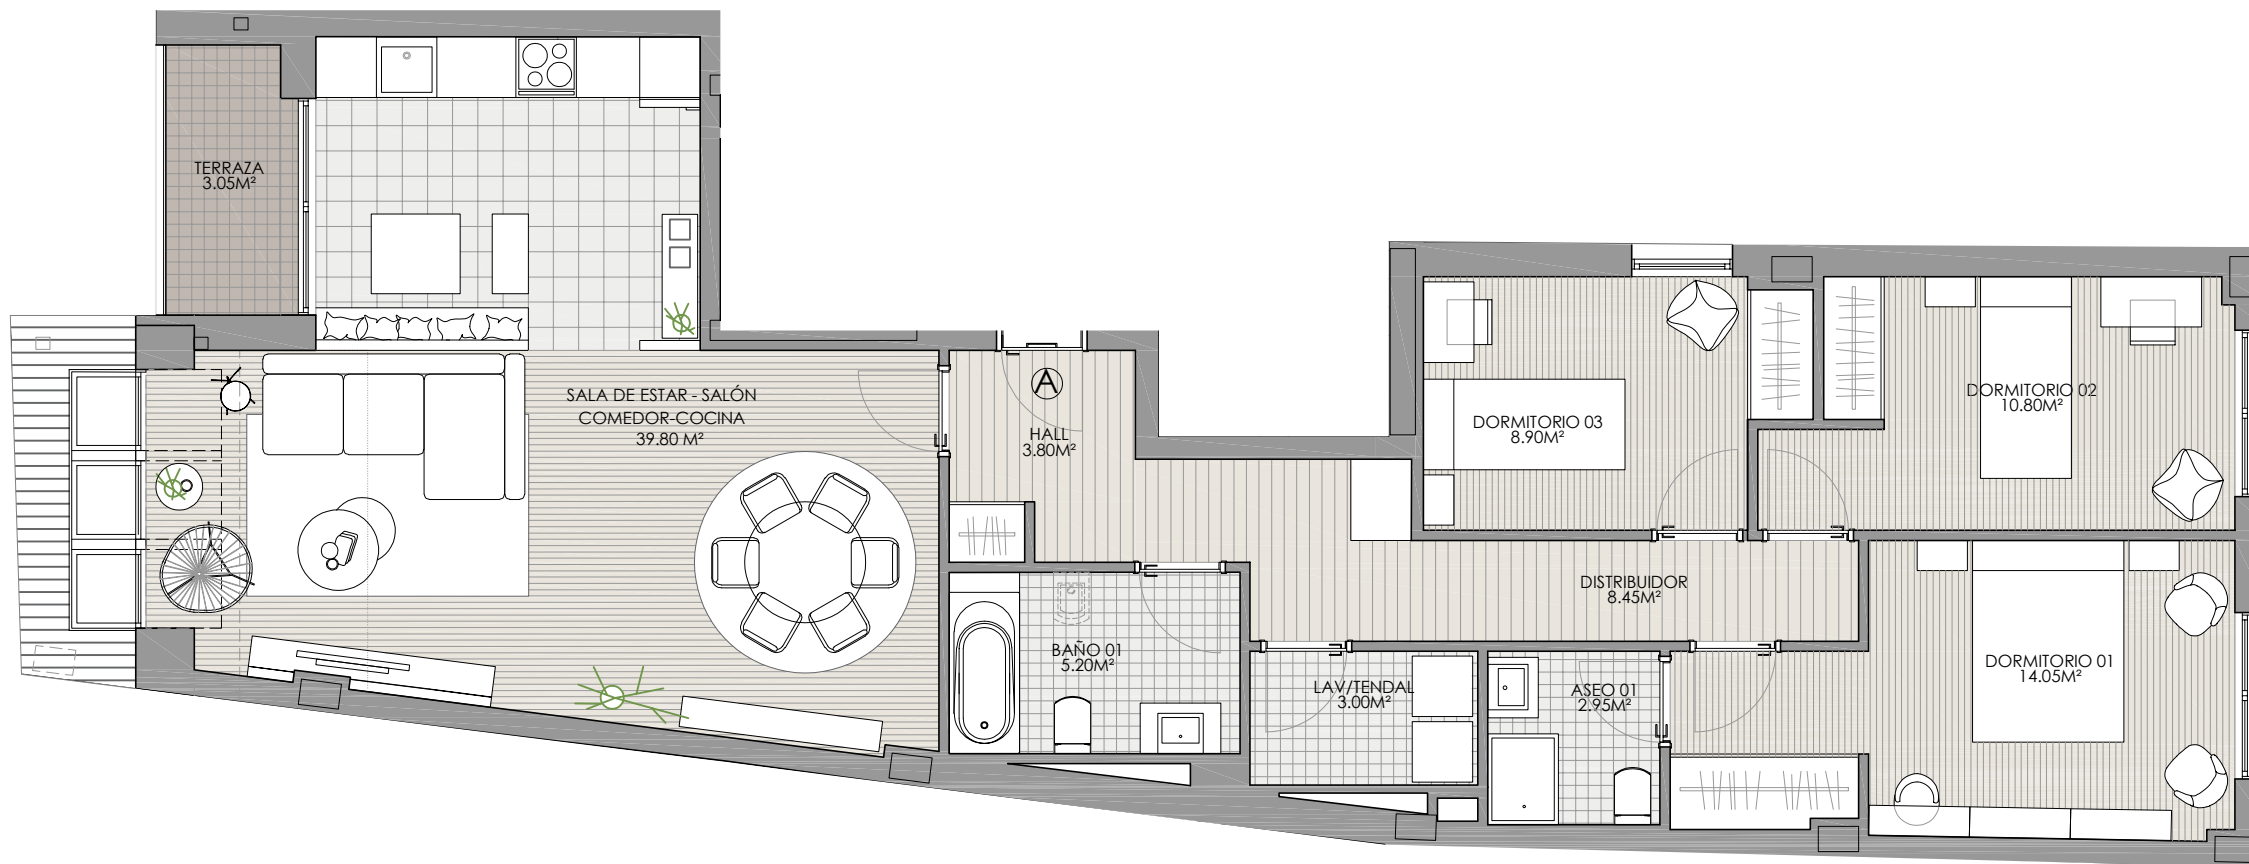 TERRAZA
3.05M²
SALA DE ESTAR - SALÓN
COMEDOR-COCINA
39.80 M²
A
HALL
3.80M²
DORMITORIO 03
8.90M²
DORMITORIO 02
10.80M²
DISTRIBUIDOR
8.45M²
BAÑO 01
5.20M²
LAV/TENDAL
3.00M²
ASEO 01
2.95M²
DORMITORIO 01
14.05M²